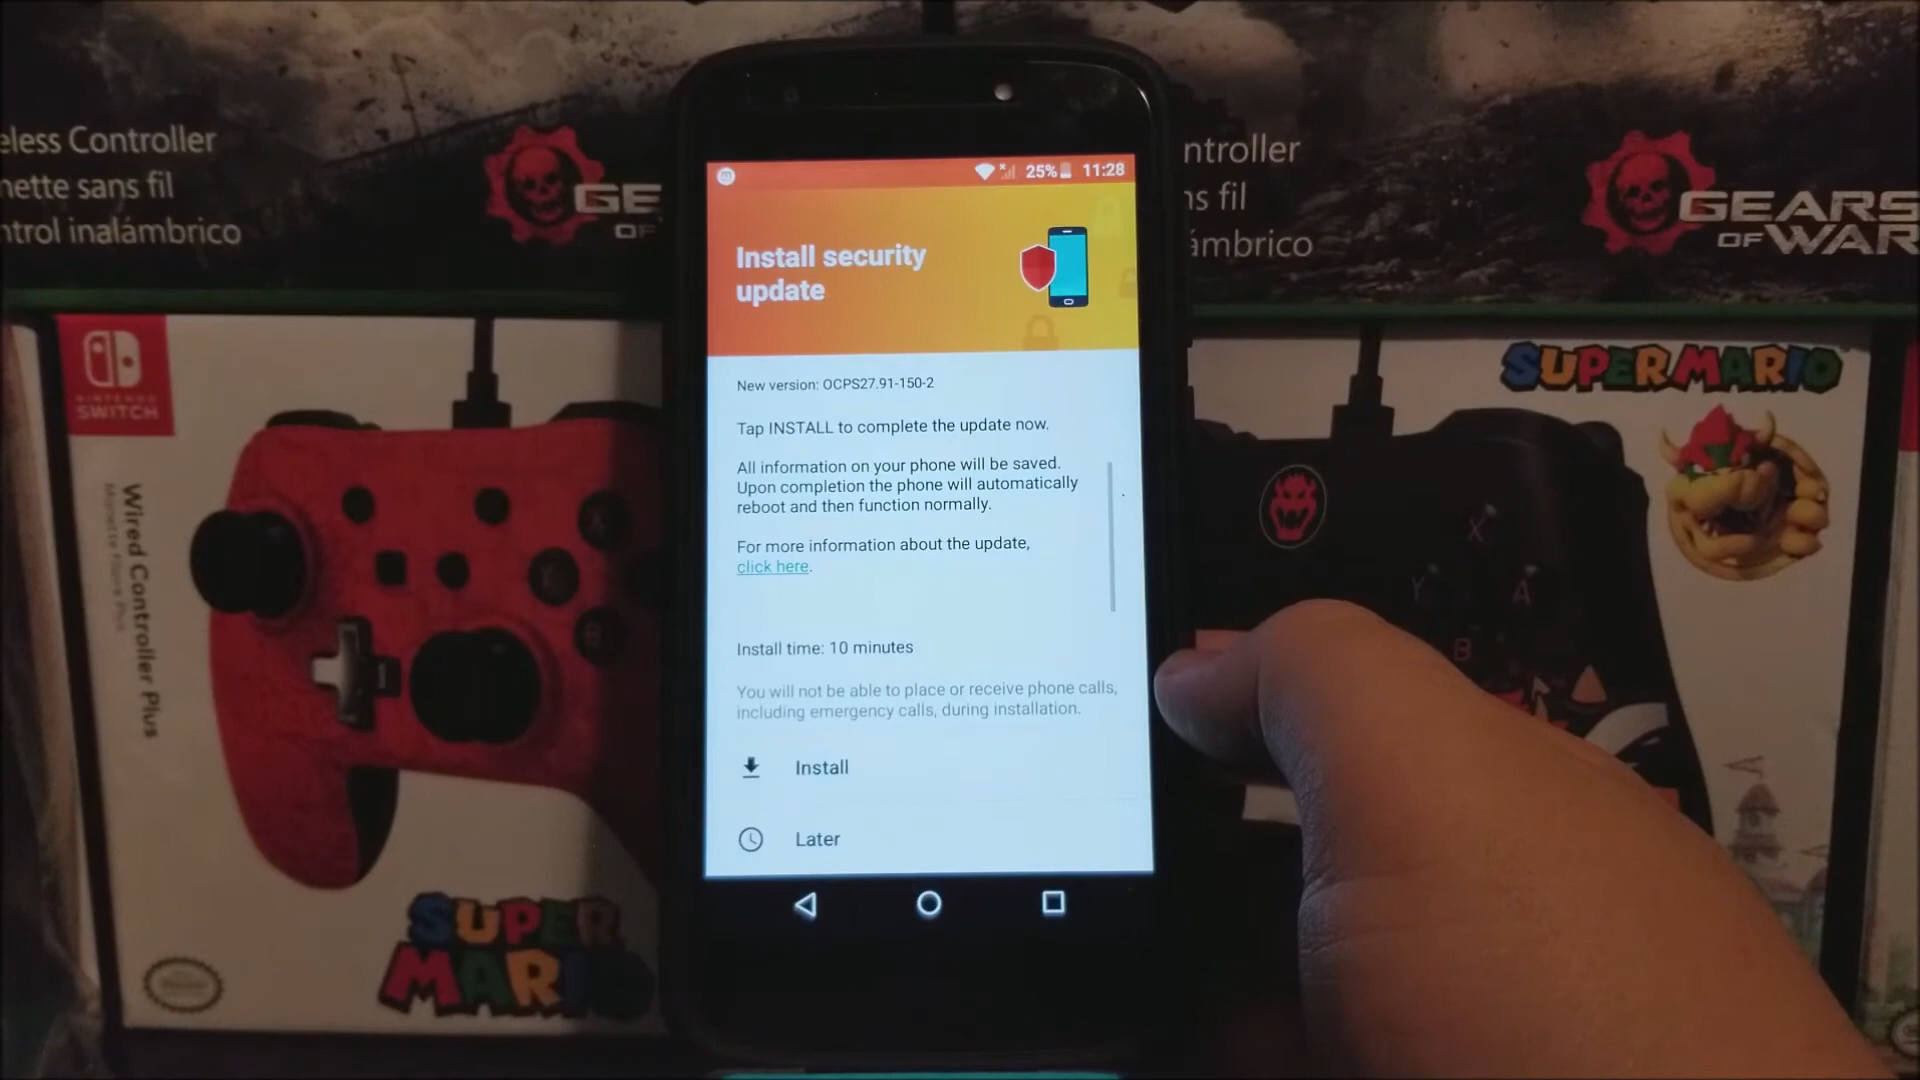 eless Controller
nette sans fil
ntrol inalámbrico
GE
OF
ntroller
ns fil
ámbrico
GEARS
OF WAR
25% 11:28
Install security
update
New version: OCPS27.91-150-2
Tap INSTALL to complete the update now.
All information on your phone will be saved.
Upon completion the phone will automatically
reboot and then function normally.
For more information about the update,
click here.
Install time: 10 minutes
You will not be able to place or receive phone calls,
including emergency calls, during installation.
Install
Later
NINTENDO
SWITCH
Wired Controller Plus
SUPER
MARIO
SUPER MARIO
X
Y
A
B